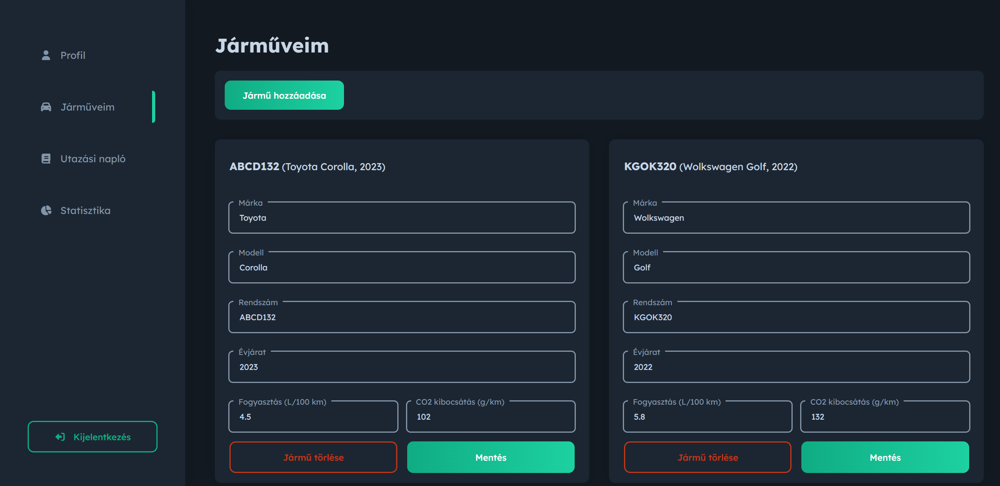 Profil
Járműveim
Utazási napló
Statisztika
Kijelentkezés
Járműveim
Jármű hozzáadása
ABCD132 (Toyota Corolla, 2023)
Márka
Toyota
Modell
Corolla
Rendszám
ABCD132
Évjárat
2023
Fogyasztás (L/100 km)
4.5
CO2 kibocsátás (g/km)
102
Jármű törlése
Mentés
KGOK320 (Wolkswagen Golf, 2022)
Márka
Wolkswagen
Modell
Golf
Rendszám
KGOK320
Évjárat
2022
Fogyasztás (L/100 km)
5.8
CO2 kibocsátás (g/km)
132
Jármű törlése
Mentés